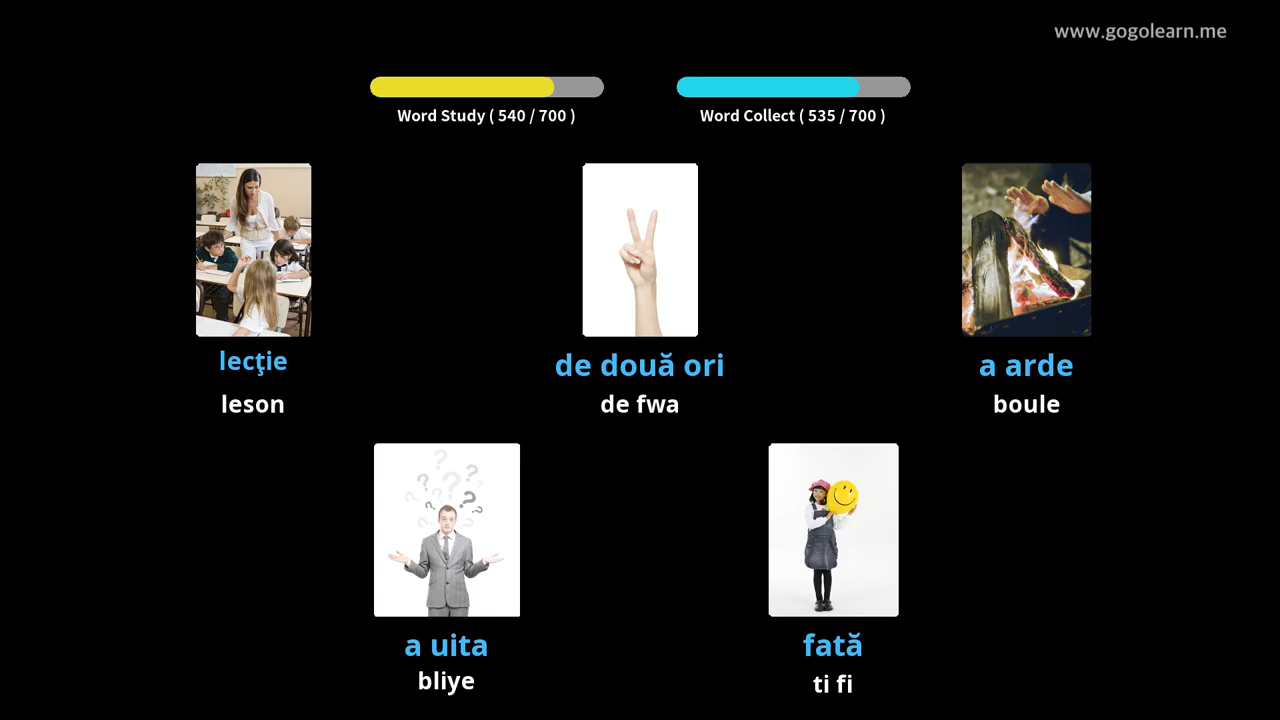 www.gogolearn.me
Word Study ( 540 / 700 )
Word Collect ( 535 / 700 )
lecţie
leson
de două ori
de fwa
a arde
boule
a uita
bliye
fată
ti fi